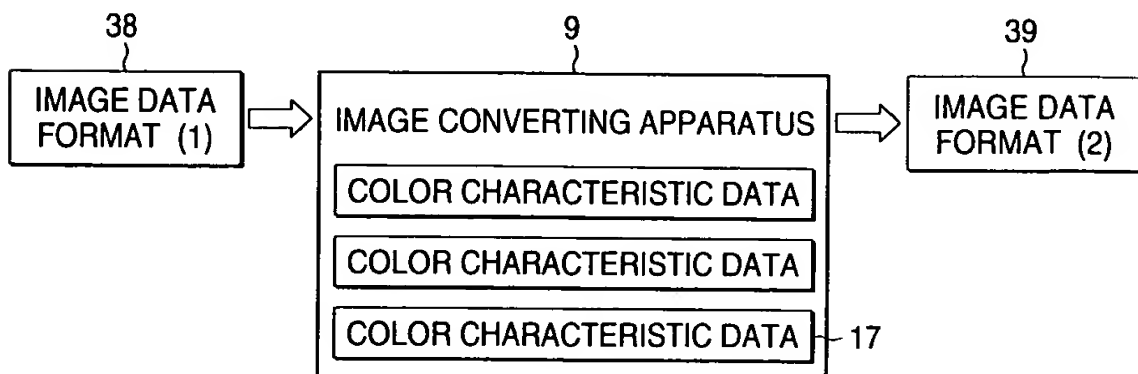 38
9
39
IMAGE DATA
FORMAT (1)
IMAGE CONVERTING APPARATUS
IMAGE DATA
FORMAT (2)
COLOR CHARACTERISTIC DATA
COLOR CHARACTERISTIC DATA
COLOR CHARACTERISTIC DATA
17